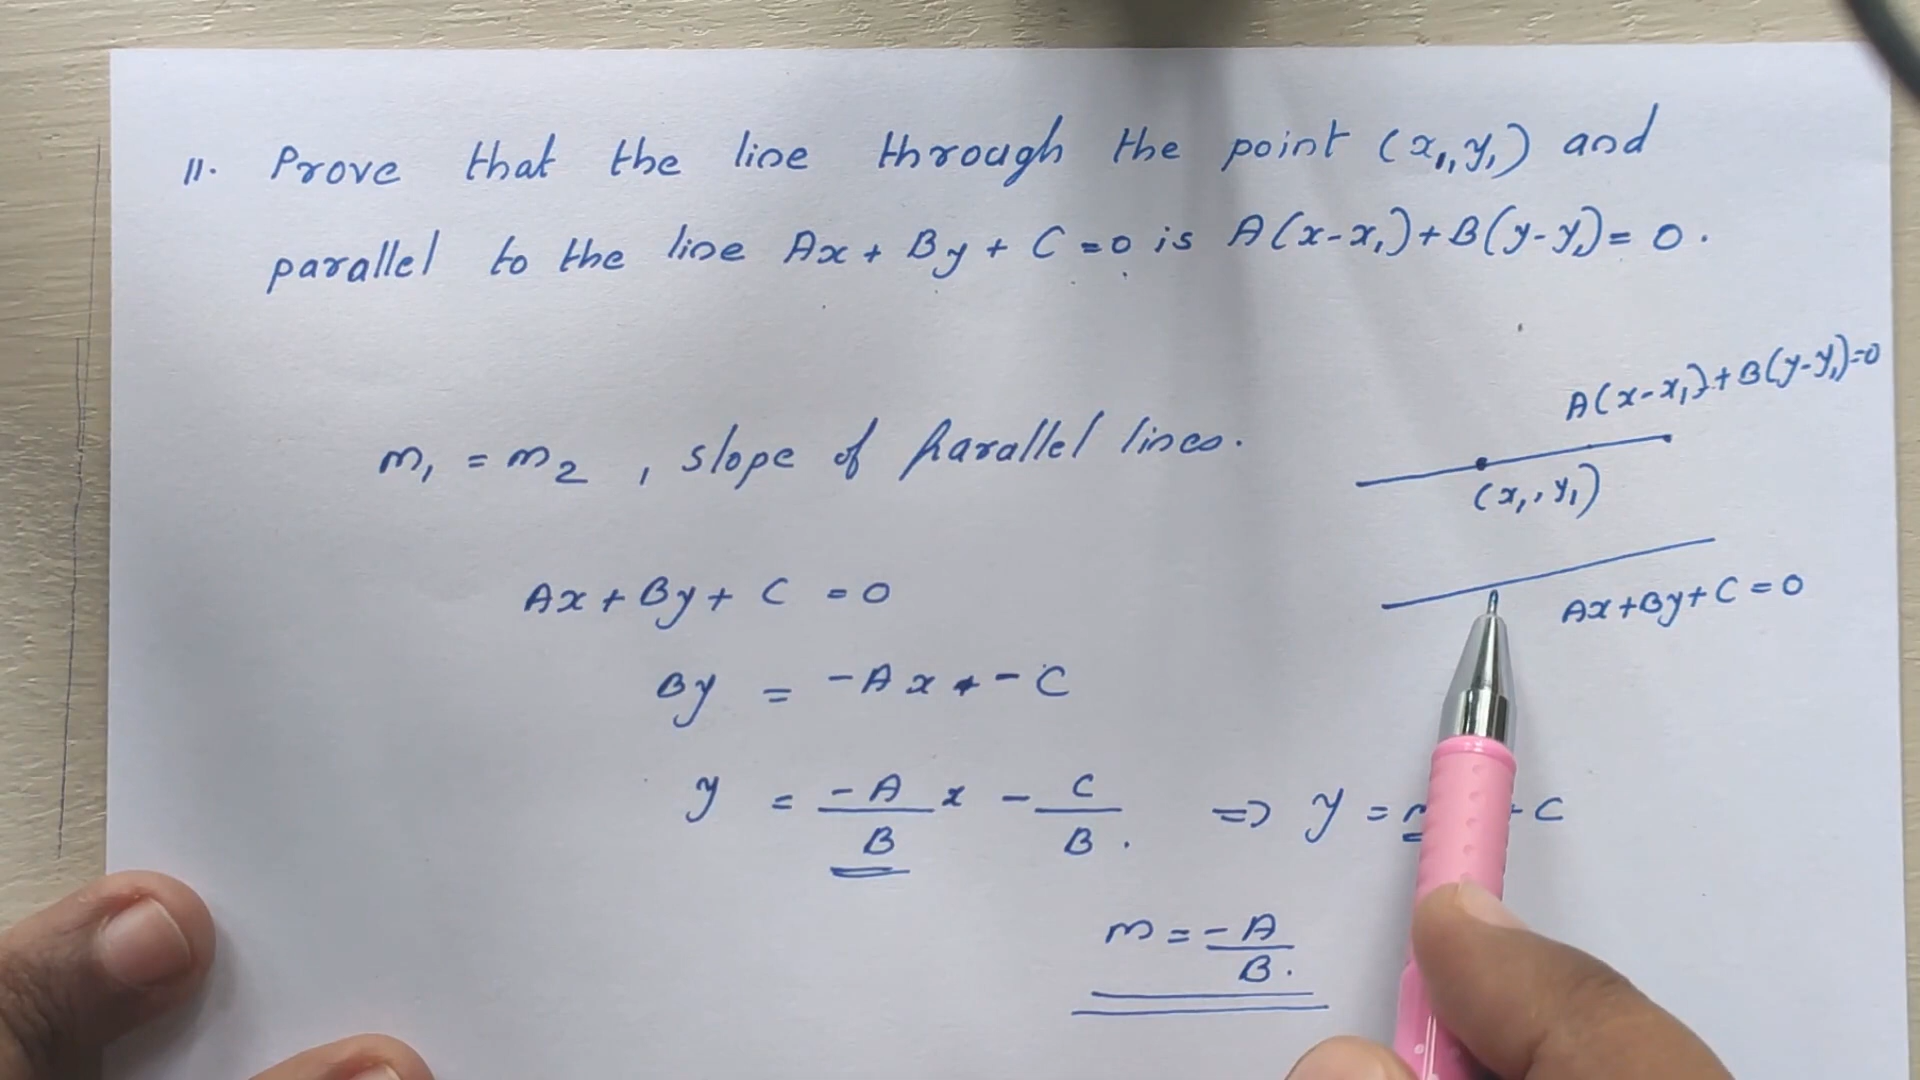 11. Prove that the line through the point (x₁,y₁) and
parallel to the line Ax + By + C = 0 is A(x-x₁)+B(y-y₁)= 0.
A(x-x₁)+B(y-y₁)=0
m₁ = m₂ , slope of parallel lines.
(x₁,y₁)
Ax + By + C = 0
Ax+By+C=0
By = -Ax - C
y = -A/B x - C/B. => y = + C
m = -A/B.